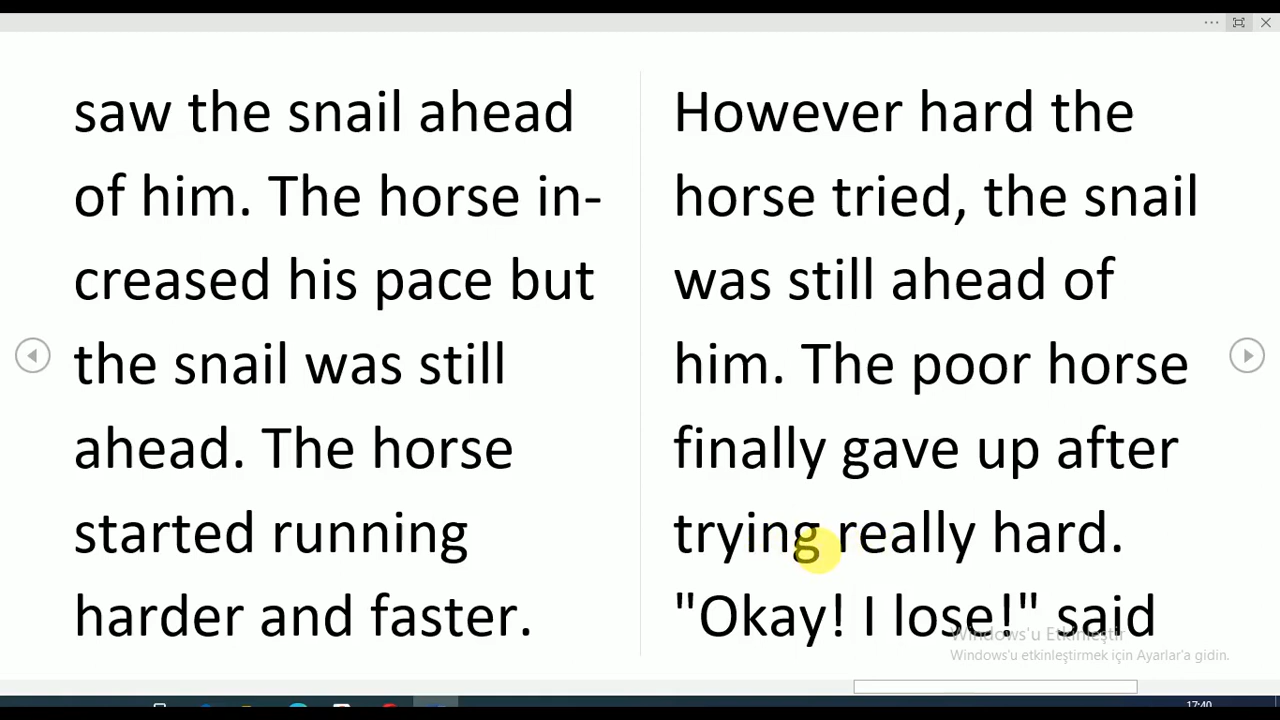 saw the snail ahead
of him. The horse in-
creased his pace but
the snail was still
ahead. The horse
started running
harder and faster.
However hard the
horse tried, the snail
was still ahead of
him. The poor horse
finally gave up after
trying really hard.
"Okay! I lose!" said
Windows'u Etkinleştir
Windows'u etkinleştirmek için Ayarlar'a gidin.
17:40